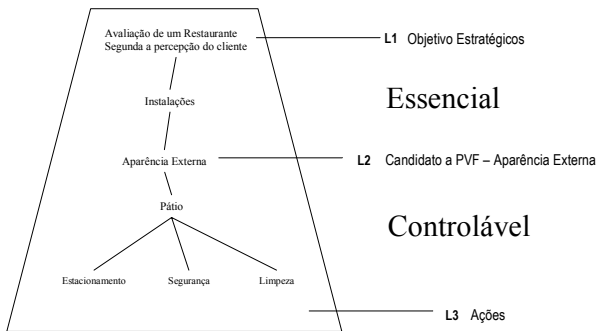 Avaliação de um Restaurante
Segunda a percepção do cliente
L1 Objetivo Estratégicos
Instalações
Essencial
Aparência Externa
L2 Candidato a PVF – Aparência Externa
Pátio
Controlável
Estacionamento Segurança Limpeza
L3 Ações